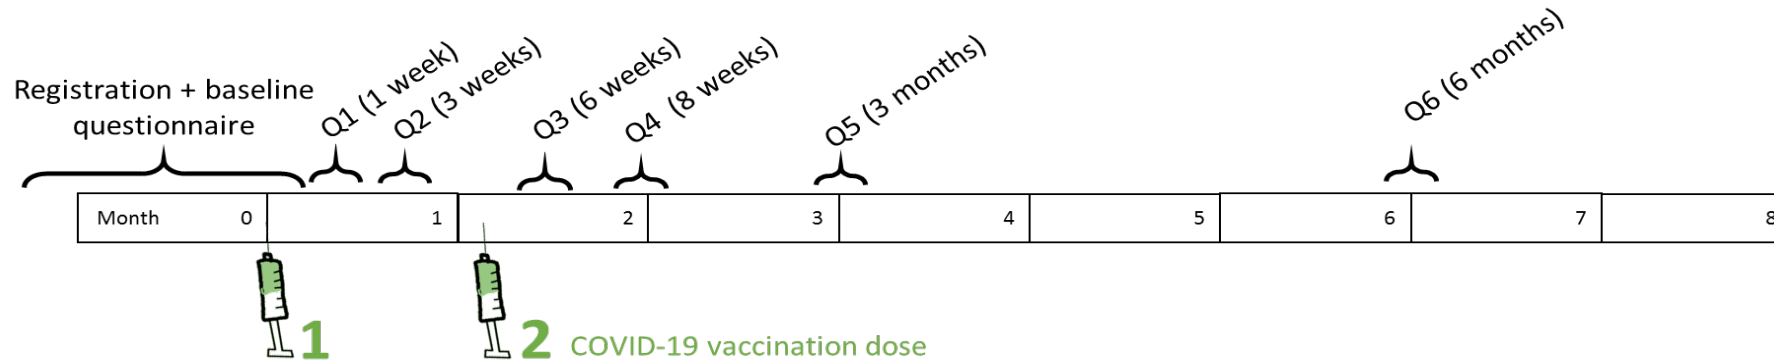 Registration + baseline
questionnaire
Q1 (1 week)
Q2 (3 weeks)
Q3 (6 weeks)
Q4 (8 weeks)
Q5 (3 months)
Q6 (6 months)
Month 0 1 2 3 4 5 6 7 8
1 2 COVID-19 vaccination dose